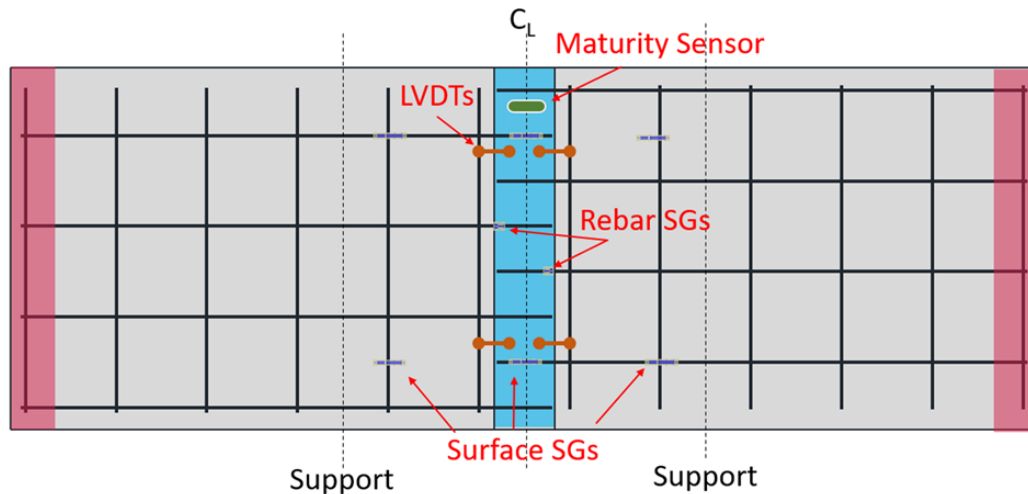 CL
Maturity Sensor
LVDTs
Rebar SGs
Surface SGs
Support
Support